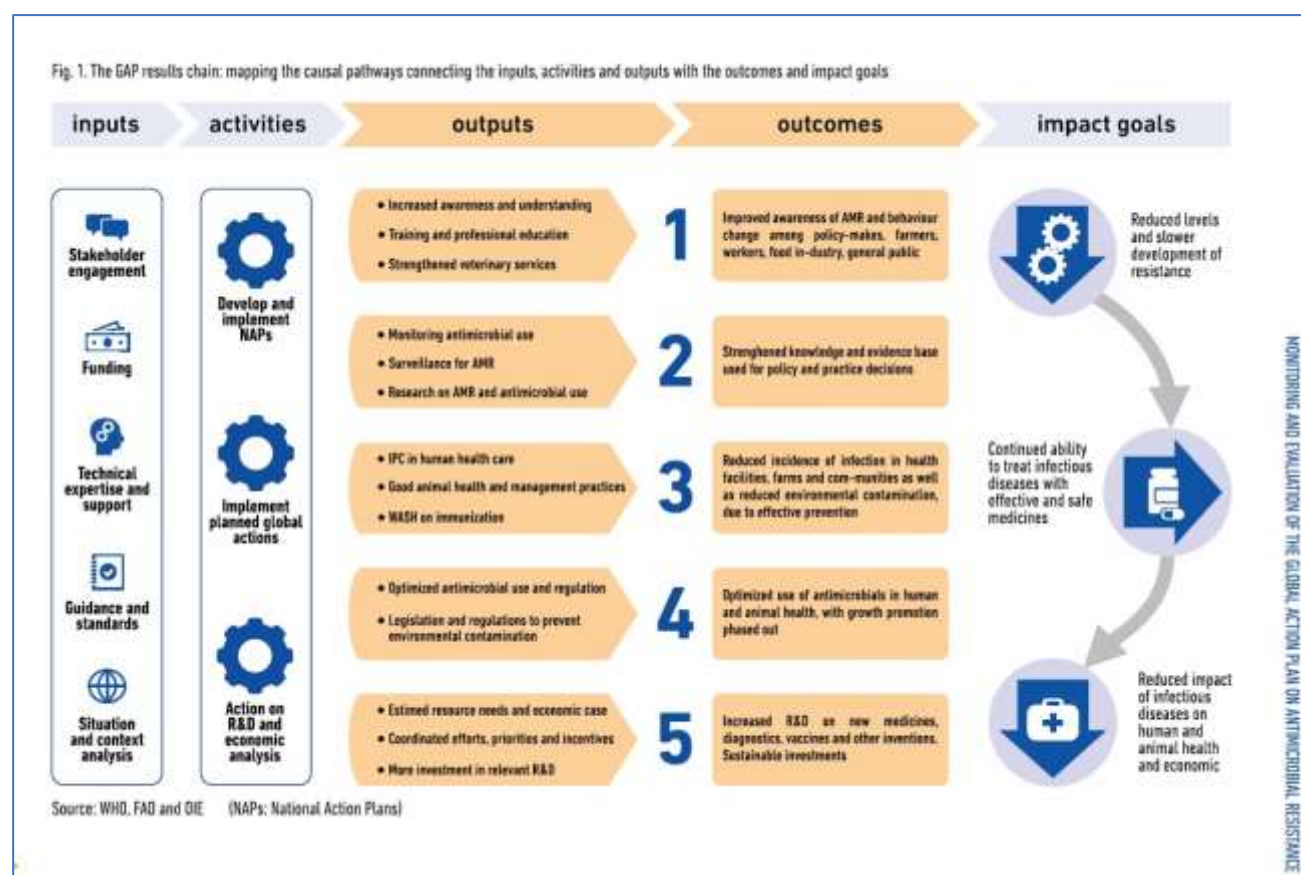 Fig. 1. The GAP results chain: mapping the causal pathways connecting the inputs, activities and outputs with the outcomes and impact goals
inputs
activities
outputs
outcomes
impact goals
Stakeholder
engagement
Funding
Technical
expertise and
support
Guidance and
standards
Situation
and context
analysis
Develop and
implement
NAPs
Implement
planned global
actions
Action on
R&D and
economic
analysis
• Increased awareness and understanding
• Training and professional education
• Strengthened veterinary services
1
Improved awareness of AMR and behaviour
change among policy-makes, farmers,
workers, food in-dustry, general public
• Monitoring antimicrobial use
• Surveillance for AMR
• Research on AMR and antimicrobial use
2
Strenghened knowledge and evidence base
used for policy and practice decisions
• IPC in human health care
• Good animal health and management practices
• WASH on immunization
3
Reduced incidence of infection in health
facilities, farms and com-munities as well
as reduced environmental contamination,
due to effective prevention
• Optimized antimicrobial use and regulation
• Legislation and regulations to prevent
environmental contamination
4
Optimized use of antimicrobials in human
and animal health, with growth promotion
phased out
• Estimed resource needs and economic case
• Coordinated efforts, priorities and incentives
• More investment in relevant R&D
5
Increased R&D on new medicines,
diagnostics, vaccines and other inventions.
Sustainable investments
Reduced levels
and slower
development of
resistance
Continued ability
to treat infectious
diseases with
effective and safe
medicines
Reduced impact
of infectious
diseases on
human and
animal health
and economic
Source: WHO, FAO and OIE (NAPs: National Action Plans)
MONITORING AND EVALUATION OF THE GLOBAL ACTION PLAN ON ANTIMICROBIAL RESISTANCE